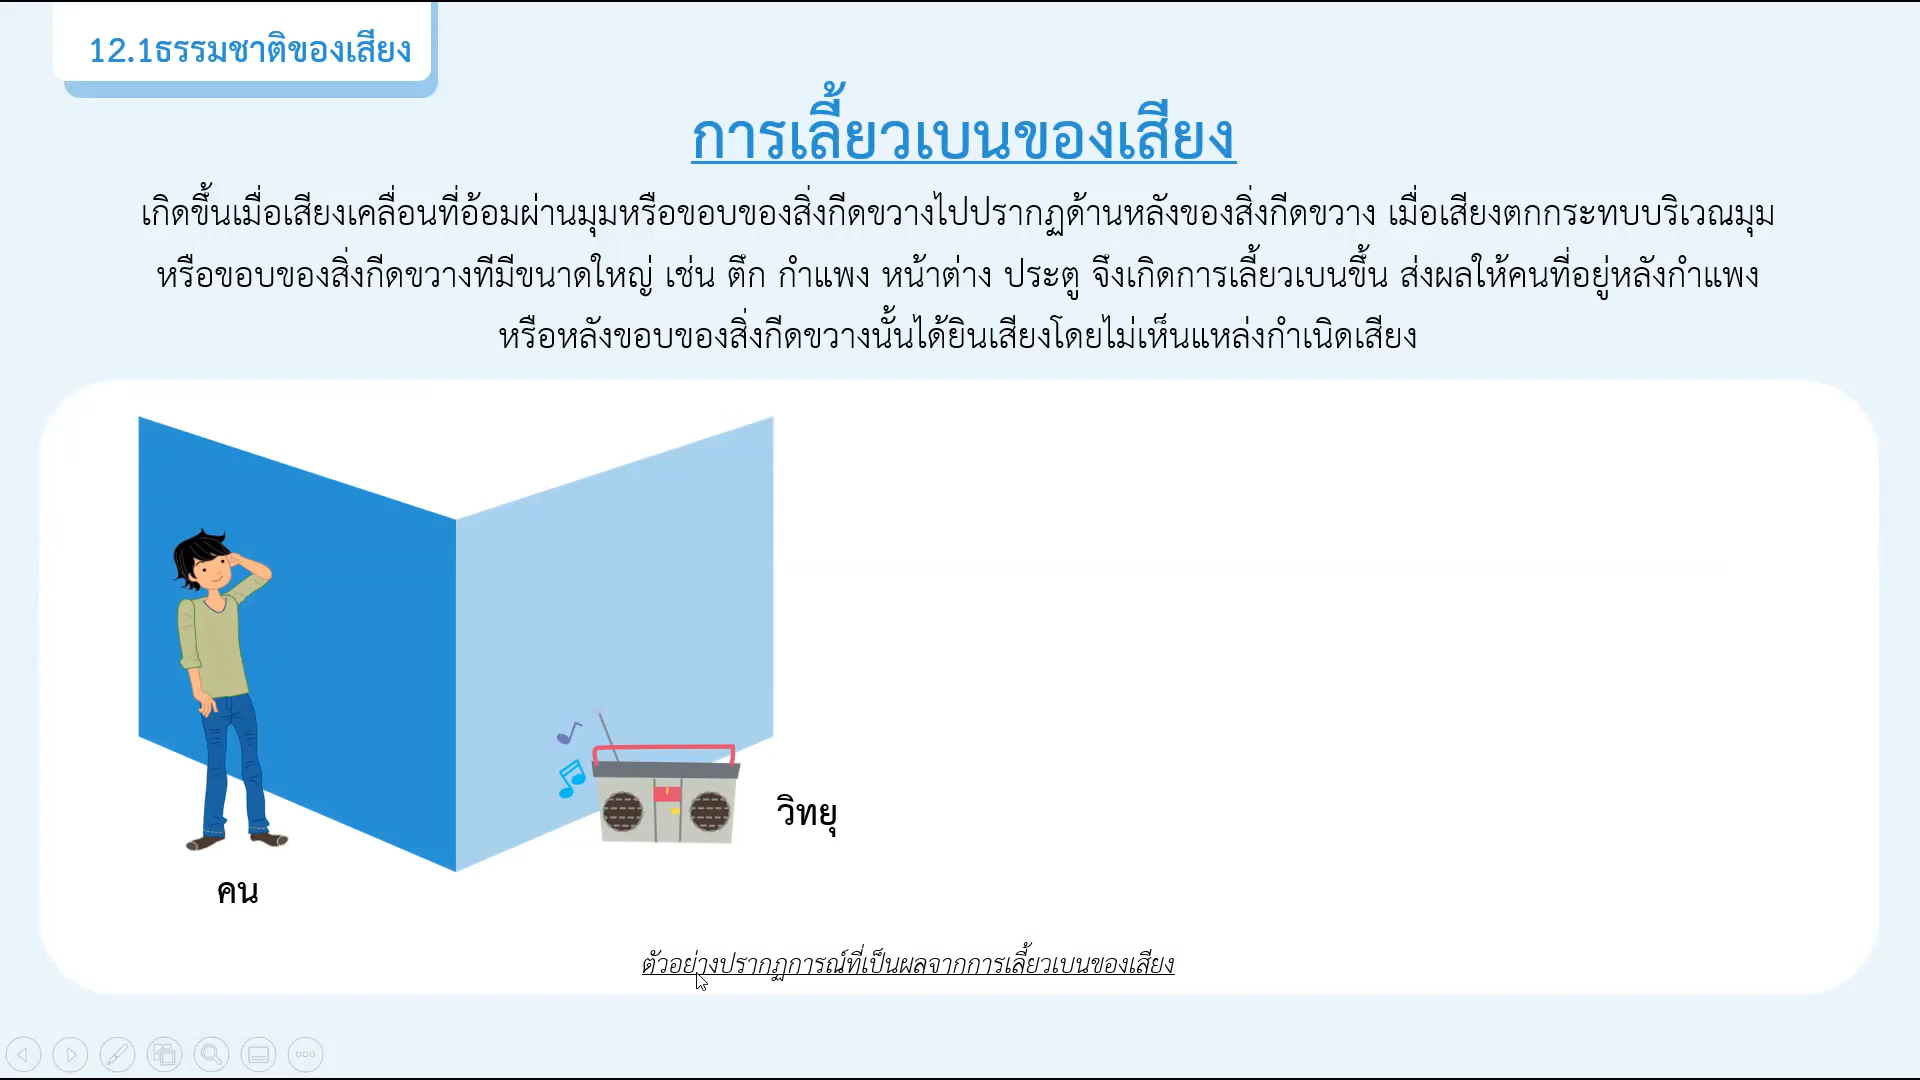 12.1ธรรมชาติของเสียง
การเลี้ยวเบนของเสียง
เกิดขึ้นเมื่อเสียงเคลื่อนที่อ้อมผ่านมุมหรือขอบของสิ่งกีดขวางไปปรากฏด้านหลังของสิ่งกีดขวาง เมื่อเสียงตกกระทบบริเวณมุม
หรือขอบของสิ่งกีดขวางทีมีขนาดใหญ่ เช่น ตึก กำแพง หน้าต่าง ประตู จึงเกิดการเลี้ยวเบนขึ้น ส่งผลให้คนที่อยู่หลังกำแพง
หรือหลังขอบของสิ่งกีดขวางนั้นได้ยินเสียงโดยไม่เห็นแหล่งกำเนิดเสียง
วิทยุ
คน
ตัวอย่างปรากฏการณ์ที่เป็นผลจากการเลี้ยวเบนของเสียง